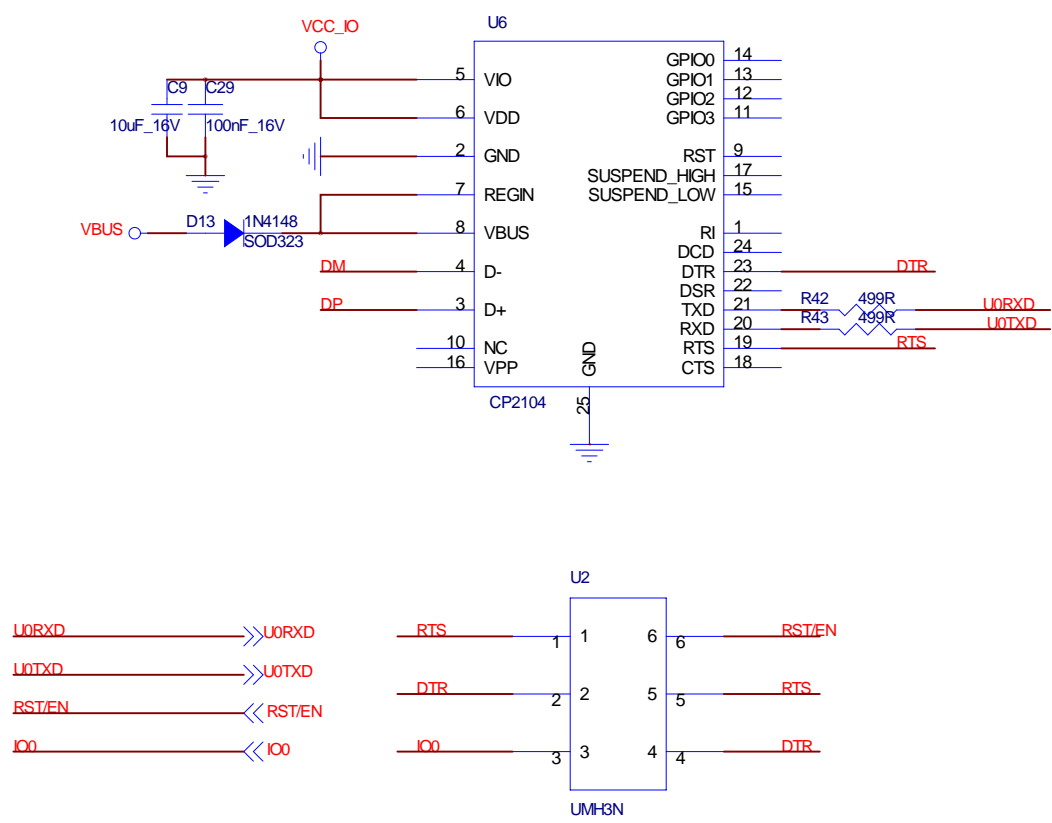 U6
VCC_IO
C9 C29
10uF_16V 100nF_16V
5 VIO
6 VDD
2 GND
7 REGIN
VBUS D13 1N4148
SOD323
8 VBUS
DM 4 D-
DP 3 D+
10 NC
16 VPP
GPIO0 14
GPIO1 13
GPIO2 12
GPIO3 11
RST 9
SUSPEND_HIGH 17
SUSPEND_LOW 15
RI 1
DCD 24
DTR 23 DTR
DSR 22
TXD 21 R42 499R U0RXD
RXD 20 R43 499R U0TXD
RTS 19 RTS
CTS 18
GND
25
CP2104
U0RXD U0RXD
U0TXD U0TXD
RST/EN RST/EN
IO0 IO0
U2
RTS 1 1 6 6 RST/EN
DTR 2 2 5 5 RTS
IO0 3 3 4 4 DTR
UMH3N